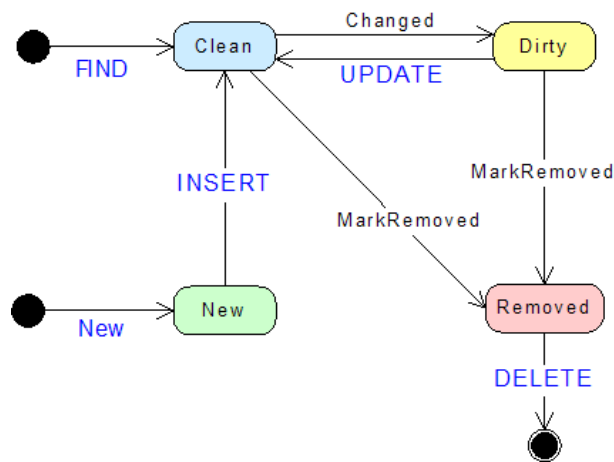 Clean
Changed
Dirty
FIND
UPDATE
INSERT
MarkRemoved
MarkRemoved
New
New
Removed
DELETE